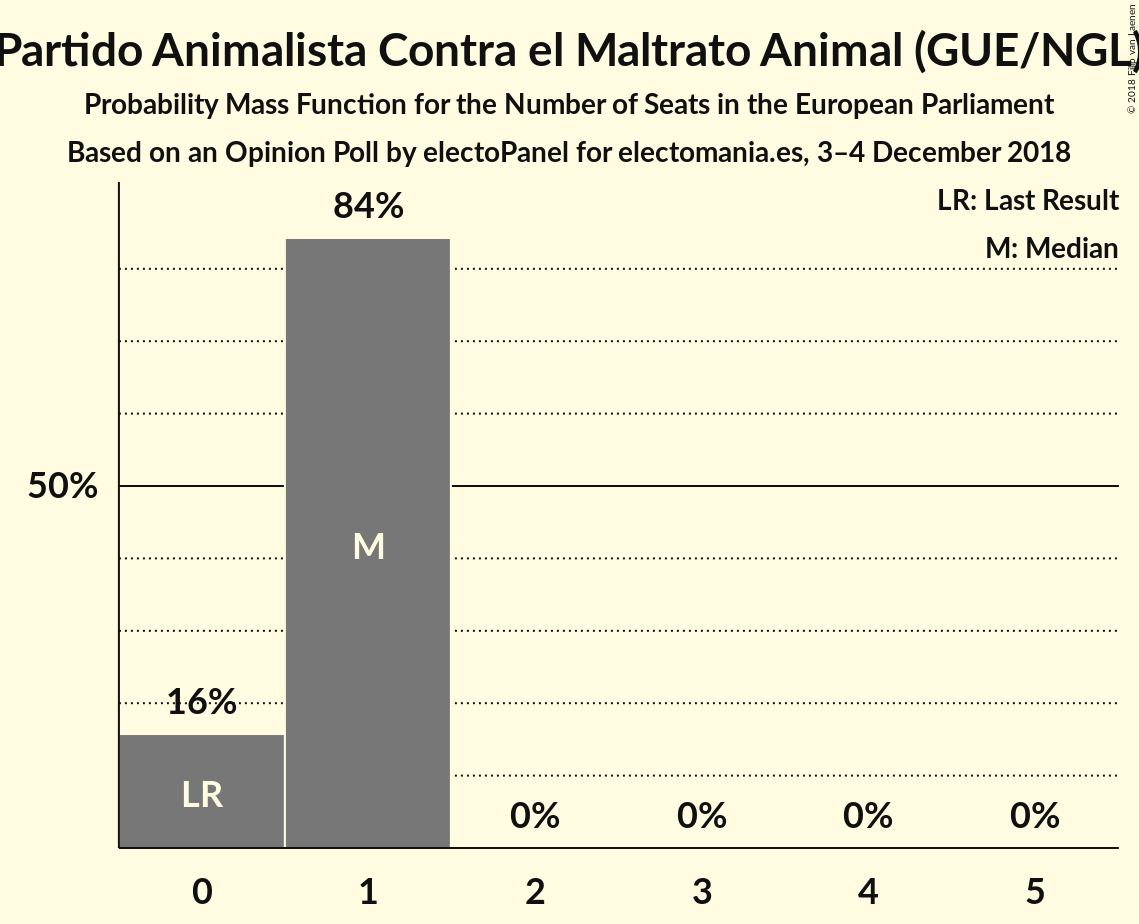 Partido Animalista Contra el Maltrato Animal (GUE/NGL)
Probability Mass Function for the Number of Seats in the European Parliament
Based on an Opinion Poll by electoPanel for electomania.es, 3–4 December 2018
© 2018 Filip van Laenen
LR: Last Result
M: Median
84%
50%
M
16%
LR
0% 0% 0% 0%
0 1 2 3 4 5